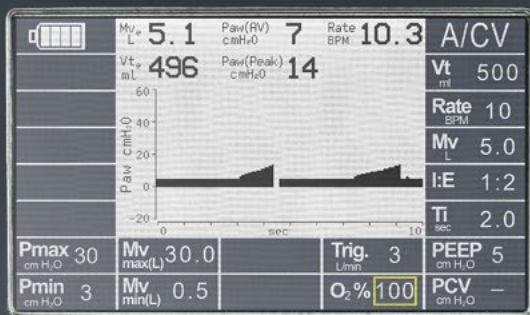 Mve L 5.1 Paw(AV) cmH2O 7 Rate BPM 10.3 A/CV
Vte ml 496 Paw(Peak) cmH2O 14 Vt ml 500
60
40
20
0
-20
Paw cmH2O
0 sec 10
Rate BPM 10
Mv L 5.0
I:E 1:2
Ti sec 2.0
Pmax cm H2O 30 Mv max(L) 30.0 Trig. L/min 3 PEEP cm H2O 5
Pmin cm H2O 3 Mv min(L) 0.5 O2% 100 PCV cm H2O –